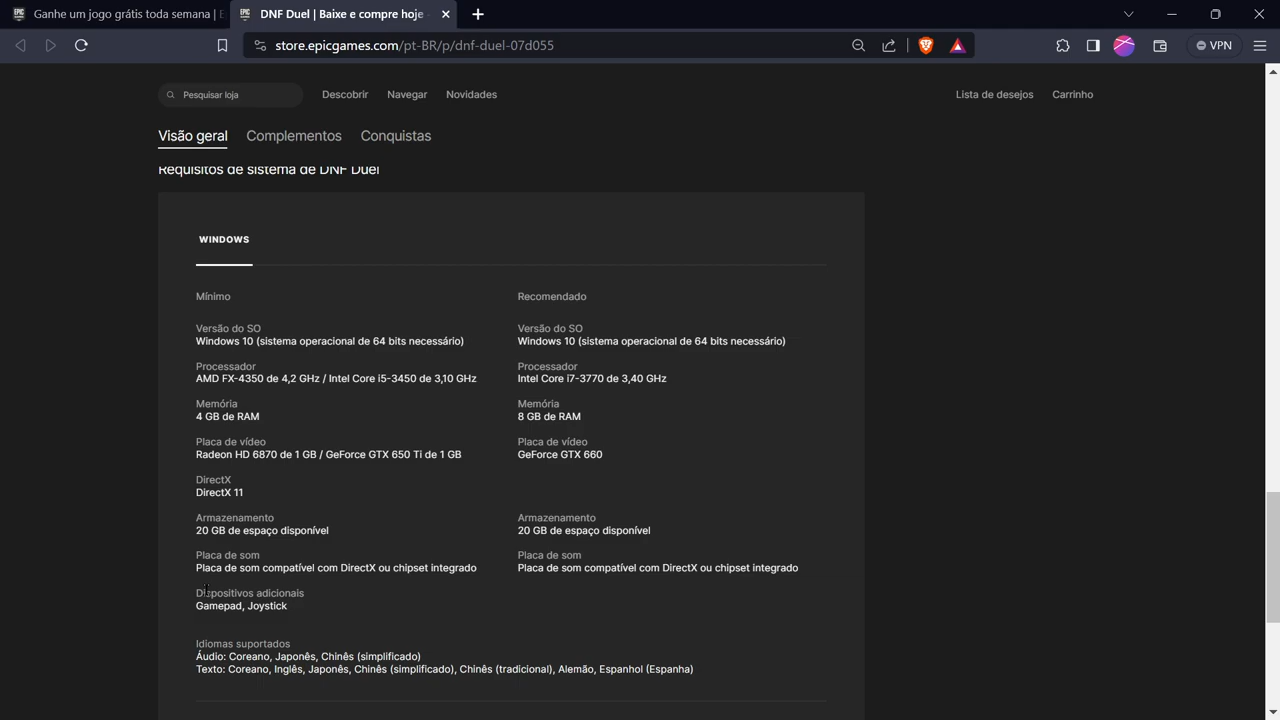 Ganhe um jogo grátis toda semana |
DNF Duel | Baixe e compre hoje -
store.epicgames.com/pt-BR/p/dnf-duel-07d055
VPN
Pesquisar loja
Descobrir
Navegar
Novidades
Lista de desejos
Carrinho
Visão geral
Complementos
Conquistas
Requisitos de sistema de DNF Duel
WINDOWS
Mínimo
Recomendado
Versão do SO
Windows 10 (sistema operacional de 64 bits necessário)
Versão do SO
Windows 10 (sistema operacional de 64 bits necessário)
Processador
AMD FX-4350 de 4,2 GHz / Intel Core i5-3450 de 3,10 GHz
Processador
Intel Core i7-3770 de 3,40 GHz
Memória
4 GB de RAM
Memória
8 GB de RAM
Placa de vídeo
Radeon HD 6870 de 1 GB / GeForce GTX 650 Ti de 1 GB
Placa de vídeo
GeForce GTX 660
DirectX
DirectX 11
Armazenamento
20 GB de espaço disponível
Armazenamento
20 GB de espaço disponível
Placa de som
Placa de som compatível com DirectX ou chipset integrado
Placa de som
Placa de som compatível com DirectX ou chipset integrado
Dispositivos adicionais
Gamepad, Joystick
Idiomas suportados
Áudio: Coreano, Japonês, Chinês (simplificado)
Texto: Coreano, Inglês, Japonês, Chinês (simplificado), Chinês (tradicional), Alemão, Espanhol (Espanha)